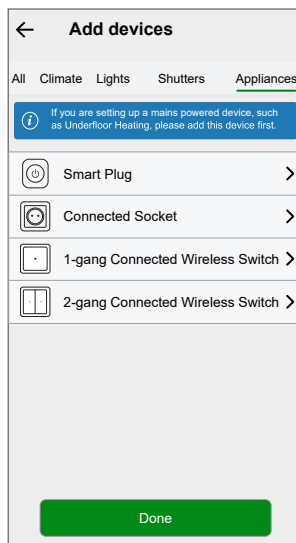 Add devices
All Climate Lights Shutters Appliances
If you are setting up a mains powered device, such
as Underfloor Heating, please add this device first.
Smart Plug
Connected Socket
1-gang Connected Wireless Switch
2-gang Connected Wireless Switch
Done